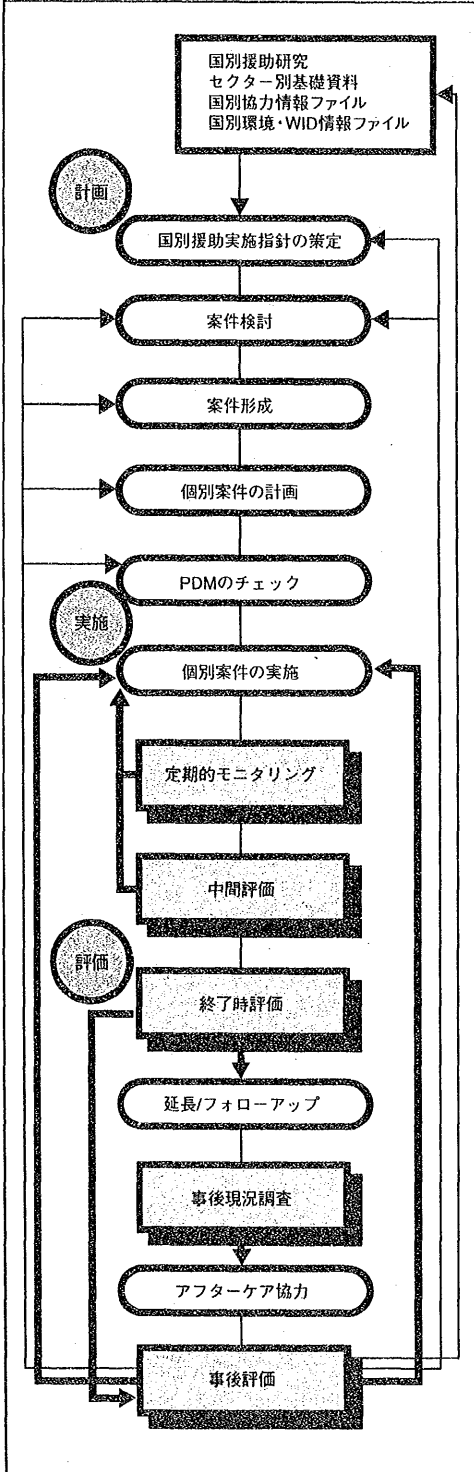 国別援助研究
セクター別基礎資料
国別協力情報ファイル
国別環境・WID情報ファイル
計画
国別援助実施指針の策定
案件検討
案件形成
個別案件の計画
PDMのチェック
実施
個別案件の実施
定期的モニタリング
中間評価
評価
終了時評価
延長/フォローアップ
事後現況調査
アフターケア協力
事後評価